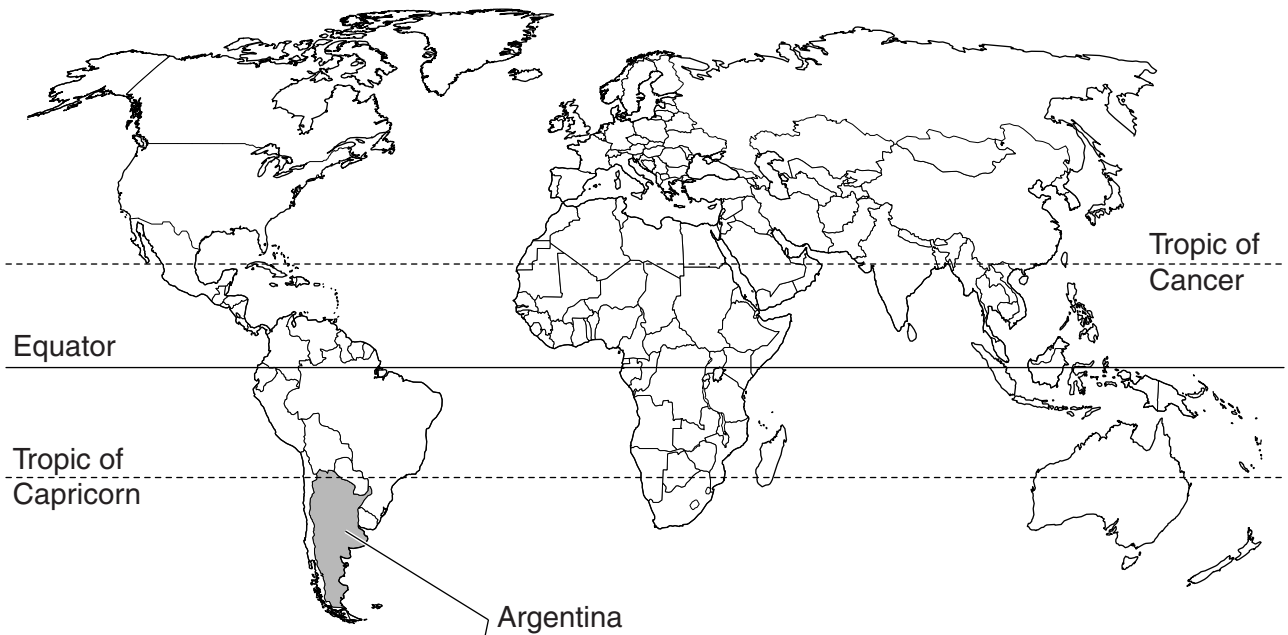 Tropic of
Cancer
Equator
Tropic of
Capricorn
Argentina